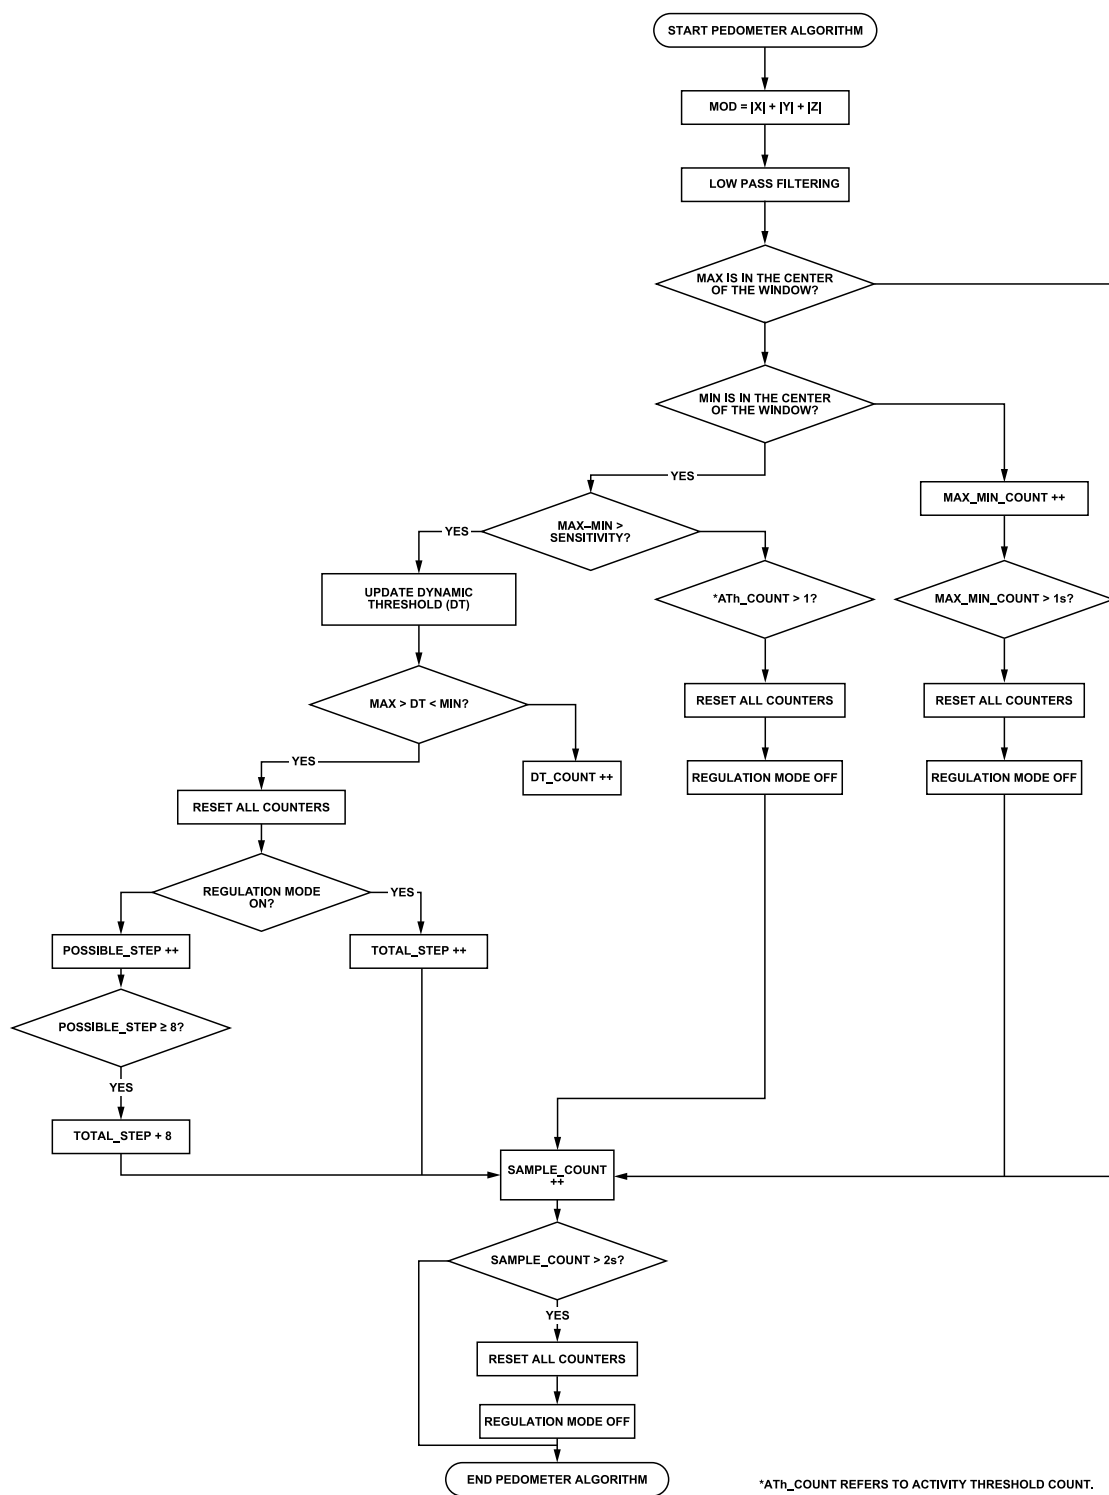 START PEDOMETER ALGORITHM
MOD = |X| + |Y| + |Z|
LOW PASS FILTERING
MAX IS IN THE CENTER
OF THE WINDOW?
MIN IS IN THE CENTER
OF THE WINDOW?
YES
MAX_MIN_COUNT ++
YES
MAX–MIN >
SENSITIVITY?
UPDATE DYNAMIC
THRESHOLD (DT)
*ATh_COUNT > 1?
MAX_MIN_COUNT > 1s?
MAX > DT < MIN?
RESET ALL COUNTERS
RESET ALL COUNTERS
YES
DT_COUNT ++
REGULATION MODE OFF
REGULATION MODE OFF
RESET ALL COUNTERS
REGULATION MODE
ON?
YES
POSSIBLE_STEP ++
TOTAL_STEP ++
POSSIBLE_STEP ≥ 8?
YES
TOTAL_STEP + 8
SAMPLE_COUNT
++
SAMPLE_COUNT > 2s?
YES
RESET ALL COUNTERS
REGULATION MODE OFF
END PEDOMETER ALGORITHM
*ATh_COUNT REFERS TO ACTIVITY THRESHOLD COUNT.